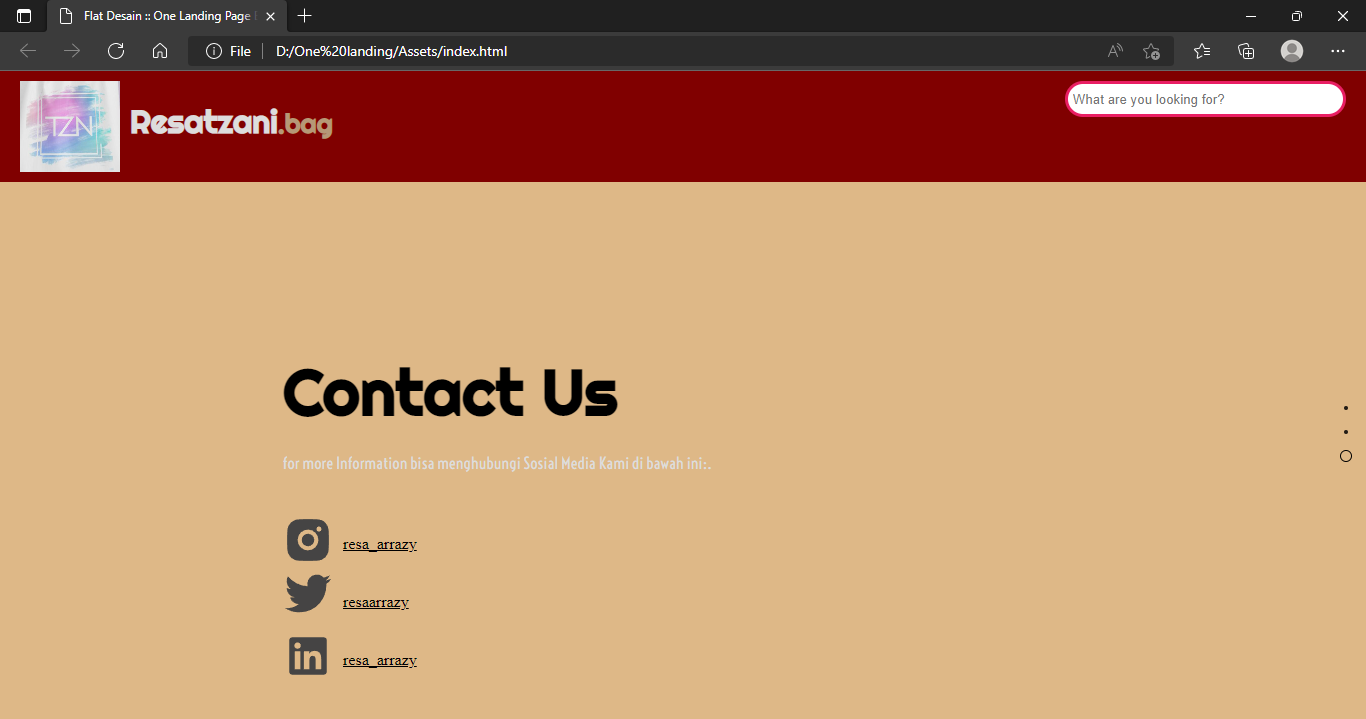 Flat Desain :: One Landing Page
File
D:/One%20landing/Assets/index.html
TZN
Resatzani.bag
What are you looking for?
Contact Us
for more Information bisa menghubungi Sosial Media Kami di bawah ini:.
resa_arrazy
resaarrazy
in
resa_arrazy